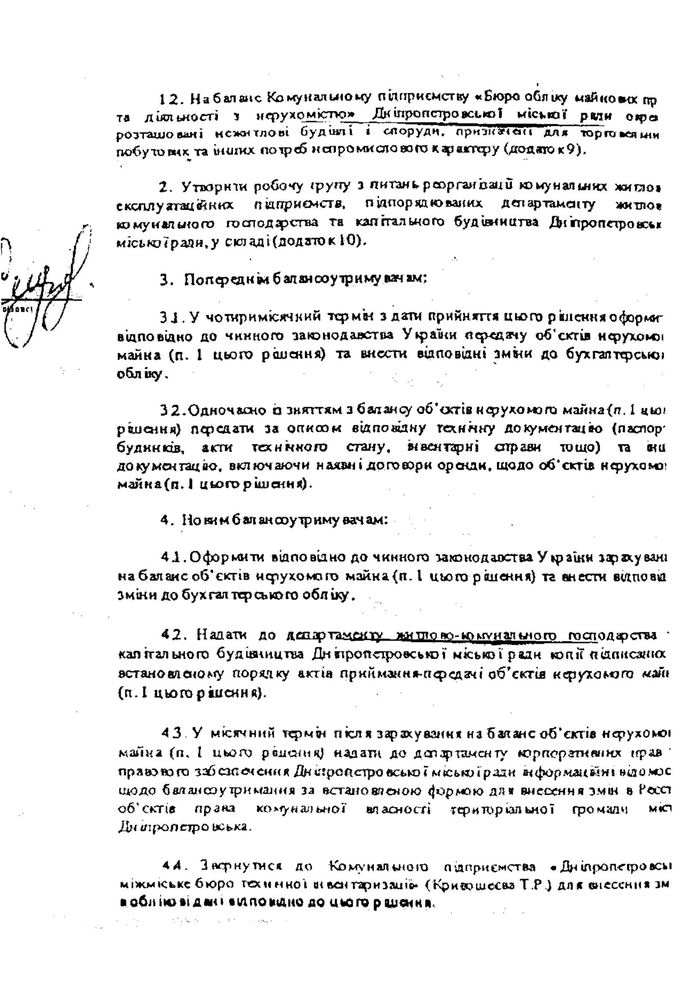 1.2. На баланс Комунальному підприємству «Бюро обліку майнових пр
та діяльності з нерухомістю» Дніпропетровської міської ради окре
розташовані нежитлові будівлі і споруди, призначені для торговельни
побутових та інших потреб непромислового характеру (додаток 9).
2. Утворити робочу групу з питань реорганізації комунальних житлов
експлуатаційних підприємств, підпорядкованих департаменту житлов
комунального господарства та капітального будівництва Дніпропетровськ
міської ради, у складі (додаток 10).
3. Попереднім балансоутримувачам:
3.1. У чотиримісячний термін з дати прийняття цього рішення оформи
відповідно до чинного законодавства України передачу об'єктів нерухомо
майна (п. 1 цього рішення) та внести відповідні зміни до бухгалтерсько
обліку.
3.2. Одночасно із зняттям з балансу об'єктів нерухомого майна (п. 1 цьо
рішення) передати за описом відповідну технічну документацію (паспор
будинків, акти технічного стану, інвентарні справи тощо) та інш
документацію, включаючи наявні договори оренди, щодо об'єктів нерухомо
майна (п. 1 цього рішення).
4. Новим балансоутримувачам:
4.1. Оформити відповідно до чинного законодавства України зарахуванн
на баланс об'єктів нерухомого майна (п. 1 цього рішення) та внести відповід
зміни до бухгалтерського обліку.
4.2. Надати до департаменту житлово-комунального господарства
капітального будівництва Дніпропетровської міської ради копії підписаних
встановленому порядку актів приймання-передачі об'єктів нерухомого май
(п. 1 цього рішення).
4.3. У місячний термін після зарахування на баланс об'єктів нерухомо
майна (п. 1 цього рішення) надати до департаменту корпоративних прав
правового забезпечення Дніпропетровської міської ради інформаційні відомос
щодо балансоутримання за встановленою формою для внесення змін в Реєст
об'єктів права комунальної власності територіальної громади міст
Дніпропетровська.
4.4. Звернутися до Комунального підприємства «Дніпропетровськ
міжміське бюро технічної інвентаризації» (Кривошеєва Т.Р.) для внесення зм
в облікові дані відповідно до цього рішення.